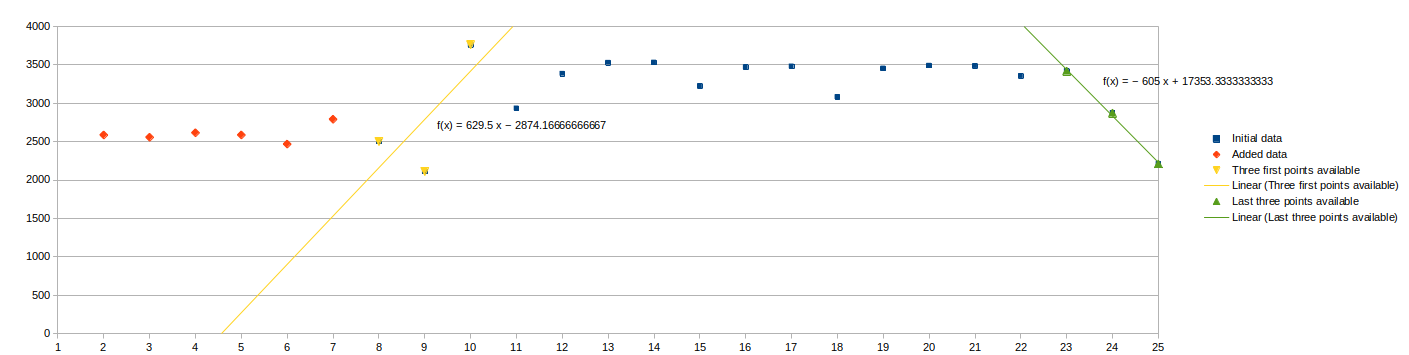 4000
3500
3000
2500
2000
1500
1000
500
0
1 2 3 4 5 6 7 8 9 10 11 12 13 14 15 16 17 18 19 20 21 22 23 24 25
f(x) = 629.5 x − 2874.16666666667
f(x) = − 605 x + 17353.3333333333
Initial data
Added data
Three first points available
Linear (Three first points available)
Last three points available
Linear (Last three points available)